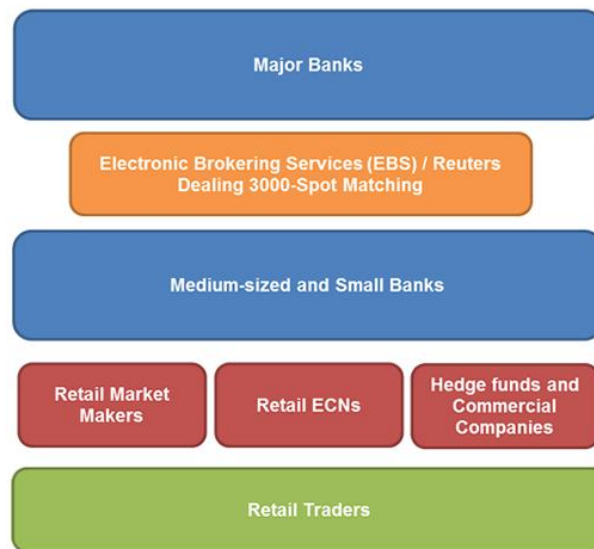 Major Banks
Electronic Brokering Services (EBS) / Reuters
Dealing 3000-Spot Matching
Medium-sized and Small Banks
Retail Market
Makers
Retail ECNs
Hedge funds and
Commercial
Companies
Retail Traders